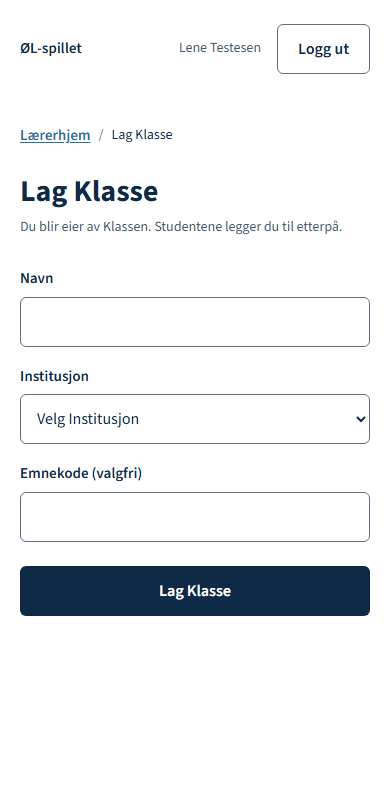 ØL-spillet
Lene Testesen
Logg ut
Lærerhjem / Lag Klasse
Lag Klasse
Du blir eier av Klassen. Studentene legger du til etterpå.
Navn
Institusjon
Velg Institusjon
Emnekode (valgfri)
Lag Klasse